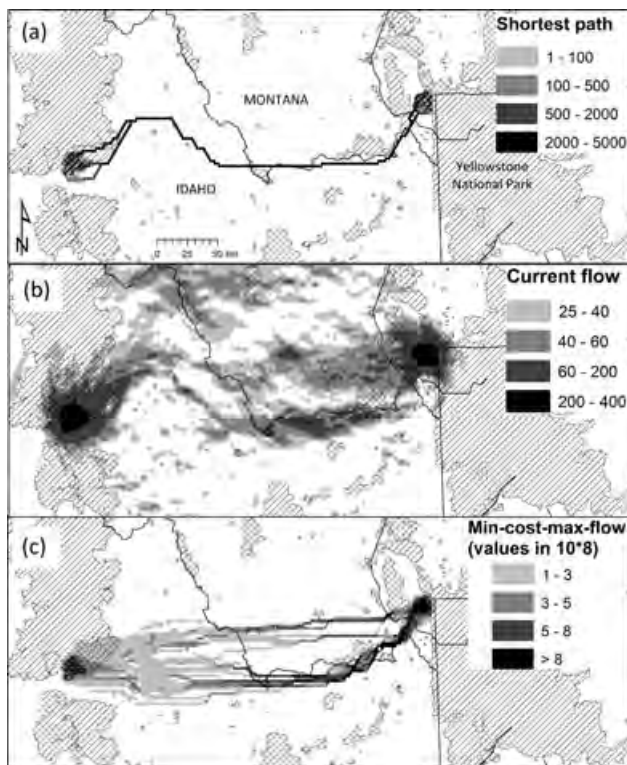 (a)
Shortest path
1 - 100
100 - 500
500 - 2000
2000 - 5000
MONTANA
IDAHO
Yellowstone
National Park
N
0 25 50 km
(b)
Current flow
25 - 40
40 - 60
60 - 200
200 - 400
(c)
Min-cost-max-flow
(values in 10*8)
1 - 3
3 - 5
5 - 8
> 8